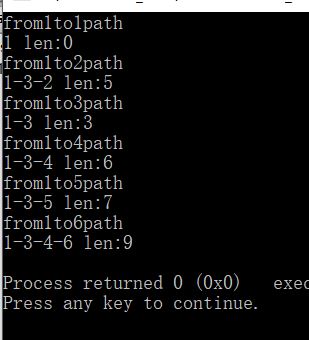 from1to1path
1 len:0
from1to2path
1-3-2 len:5
from1to3path
1-3 len:3
from1to4path
1-3-4 len:6
from1to5path
1-3-5 len:7
from1to6path
1-3-4-6 len:9
Process returned 0 (0x0)   exec
Press any key to continue.